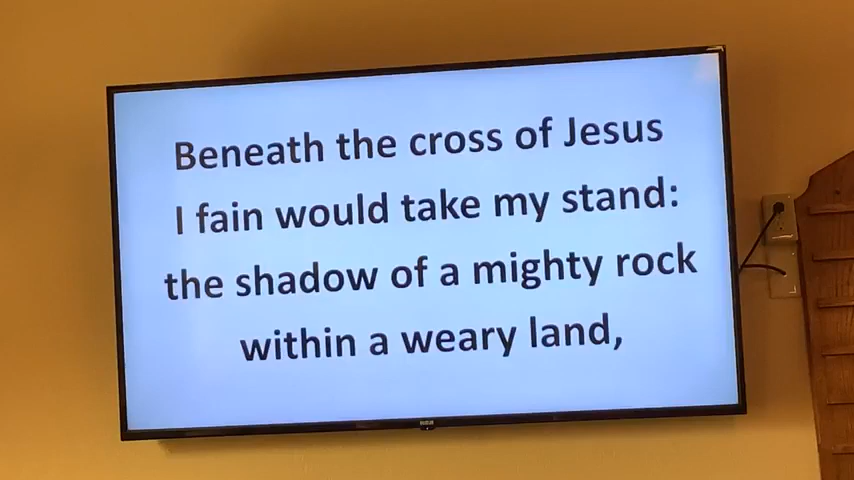 Beneath the cross of Jesus
I fain would take my stand:
the shadow of a mighty rock
within a weary land,